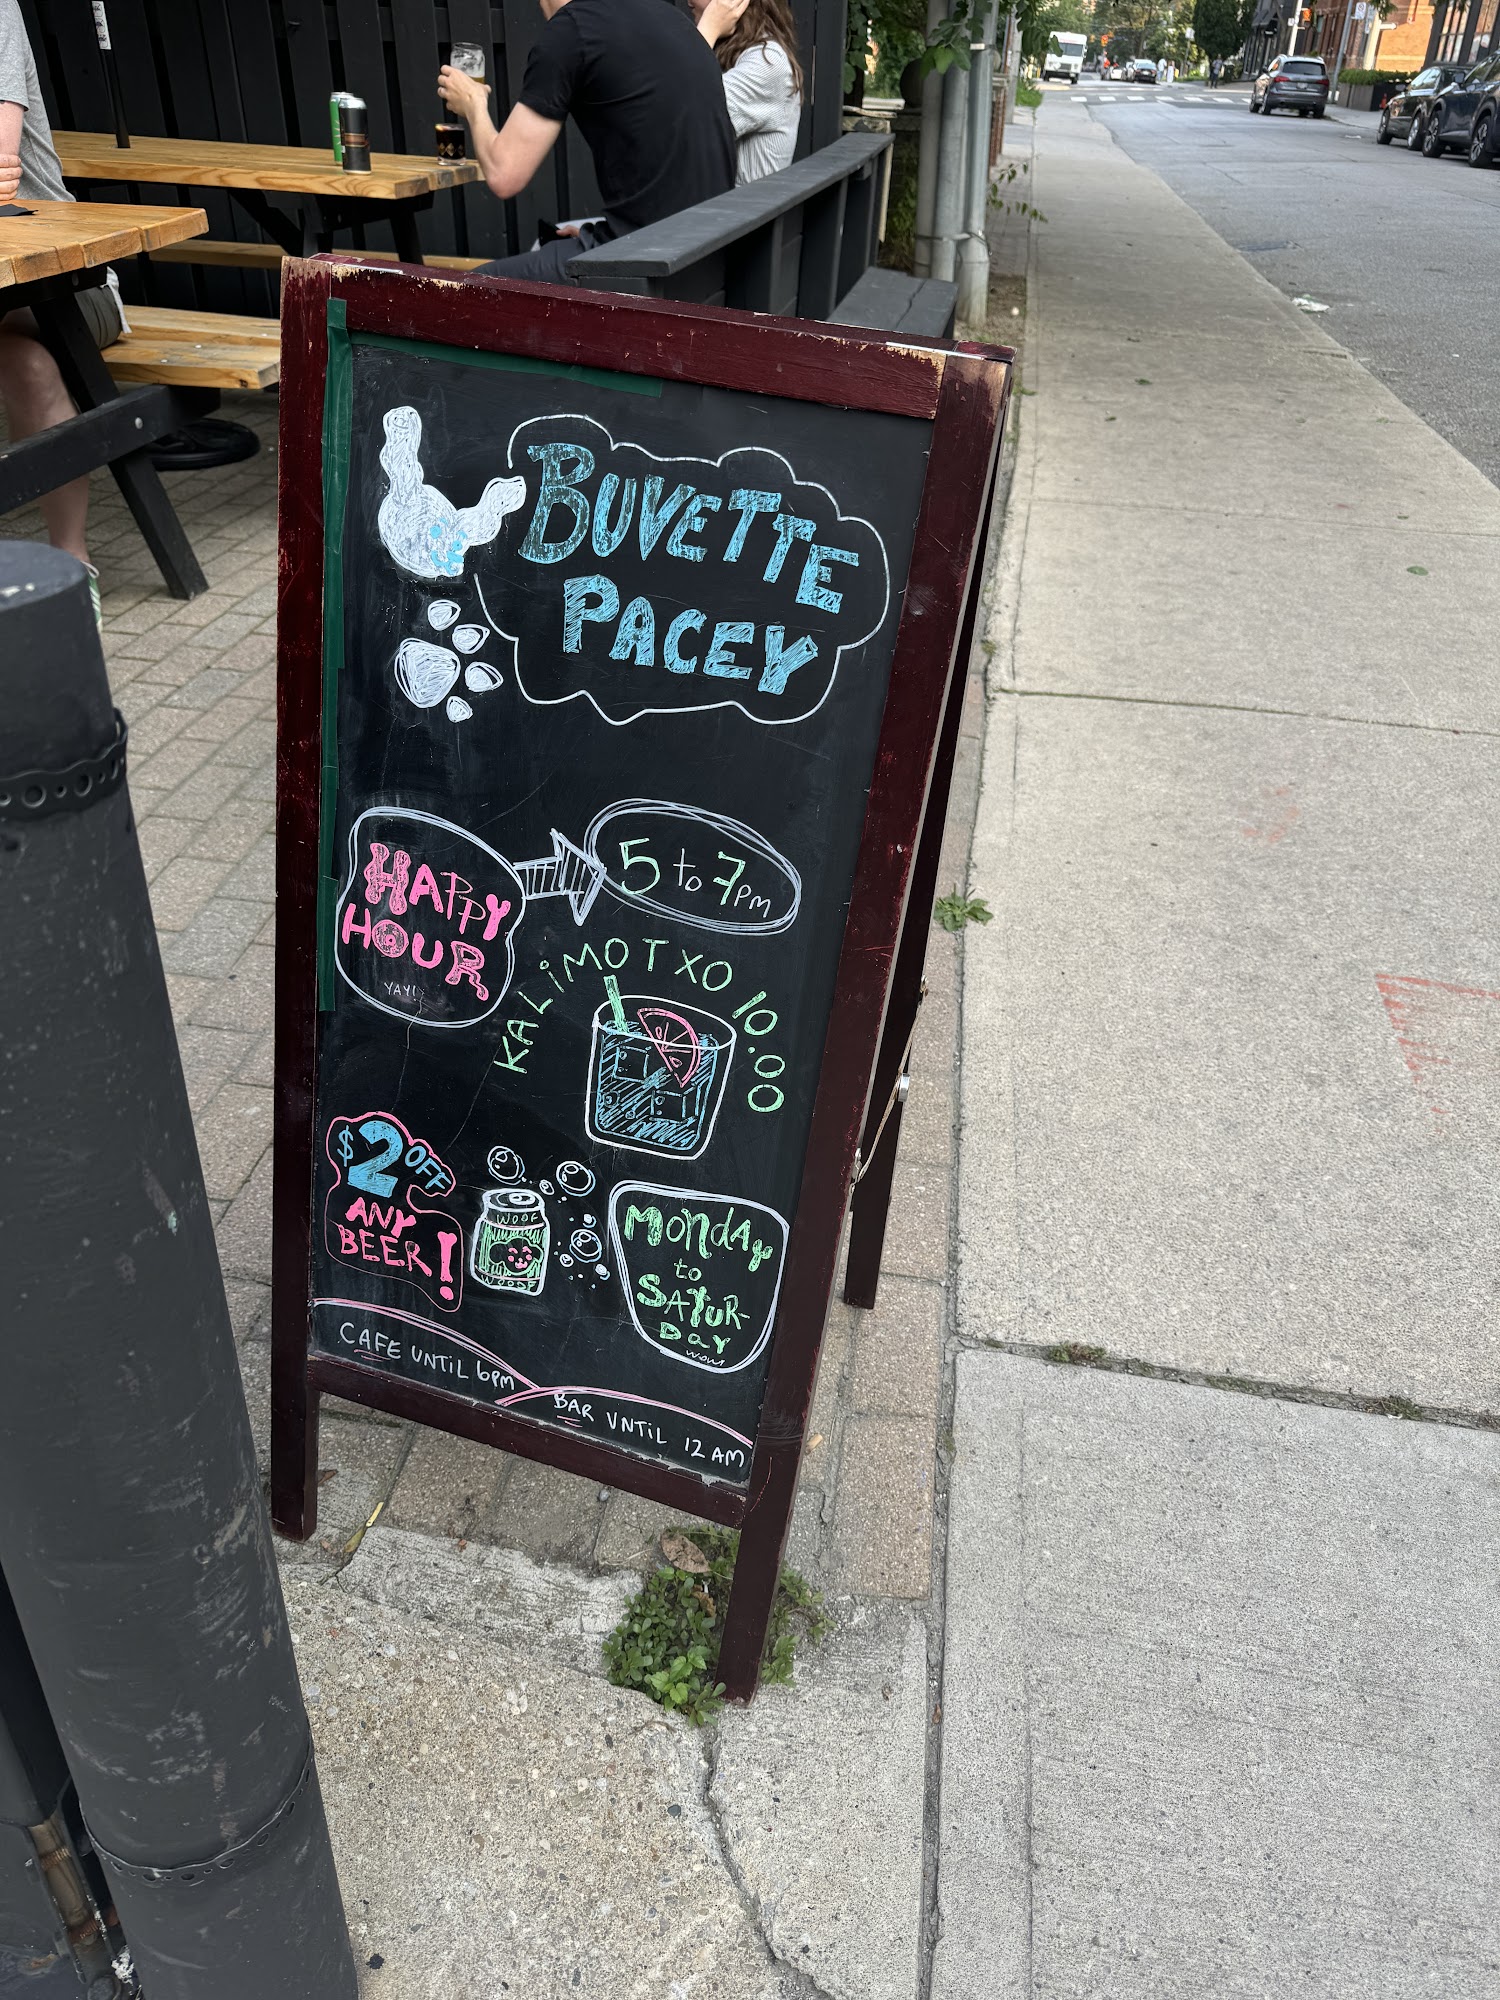 BUVETTE
PACEY
HAPPY
HOUR
YAY!
5 to 7pm
KALiMOTXO 10.00
$2 OFF
ANY
BEER!
WOOF
WOOF
MonDAy
to
SATUR-
DaY
wow
CAFE UNTiL 6pm
BAR UNTiL 12 AM